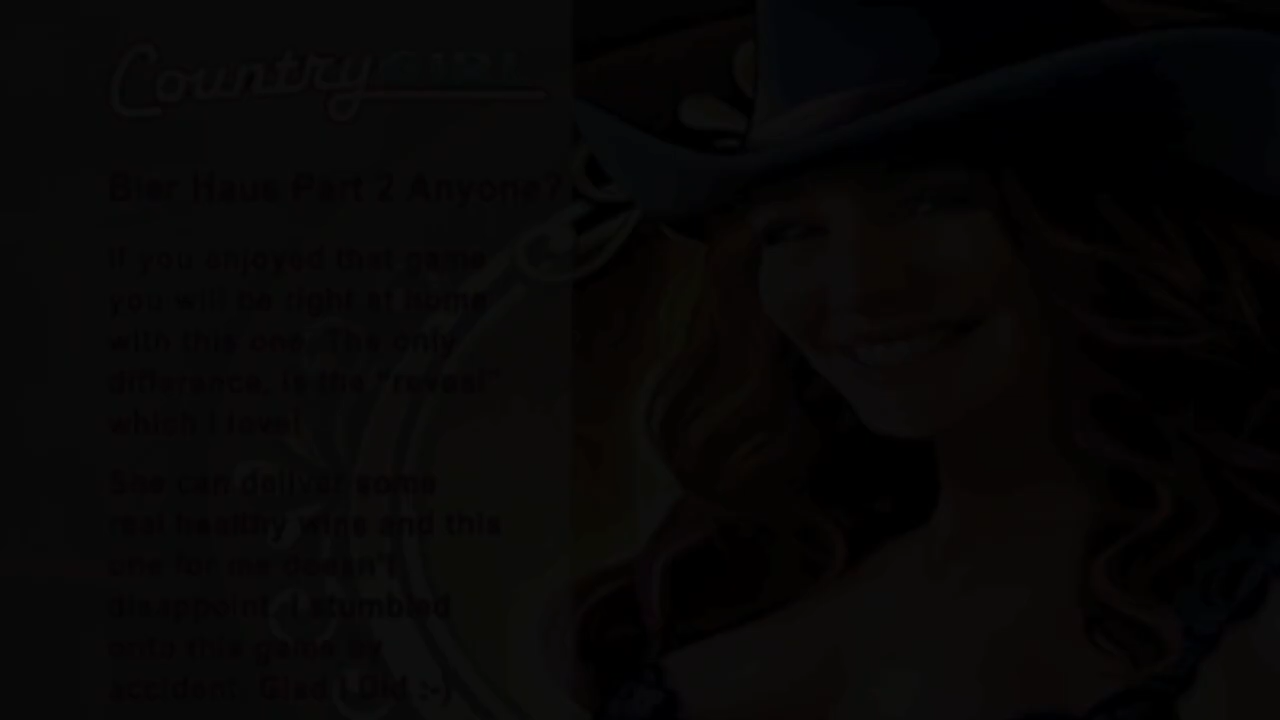 Country GIRL
Bier Haus Part 2 Anyone?
If you enjoyed that game
you will be right at home
with this one. The only
difference, is the "reveal"
which I love!
She can deliver some
real healthy wins and this
one for me doesn't
disappoint. I stumbled
onto this game by
accident. Glad I Did :-)